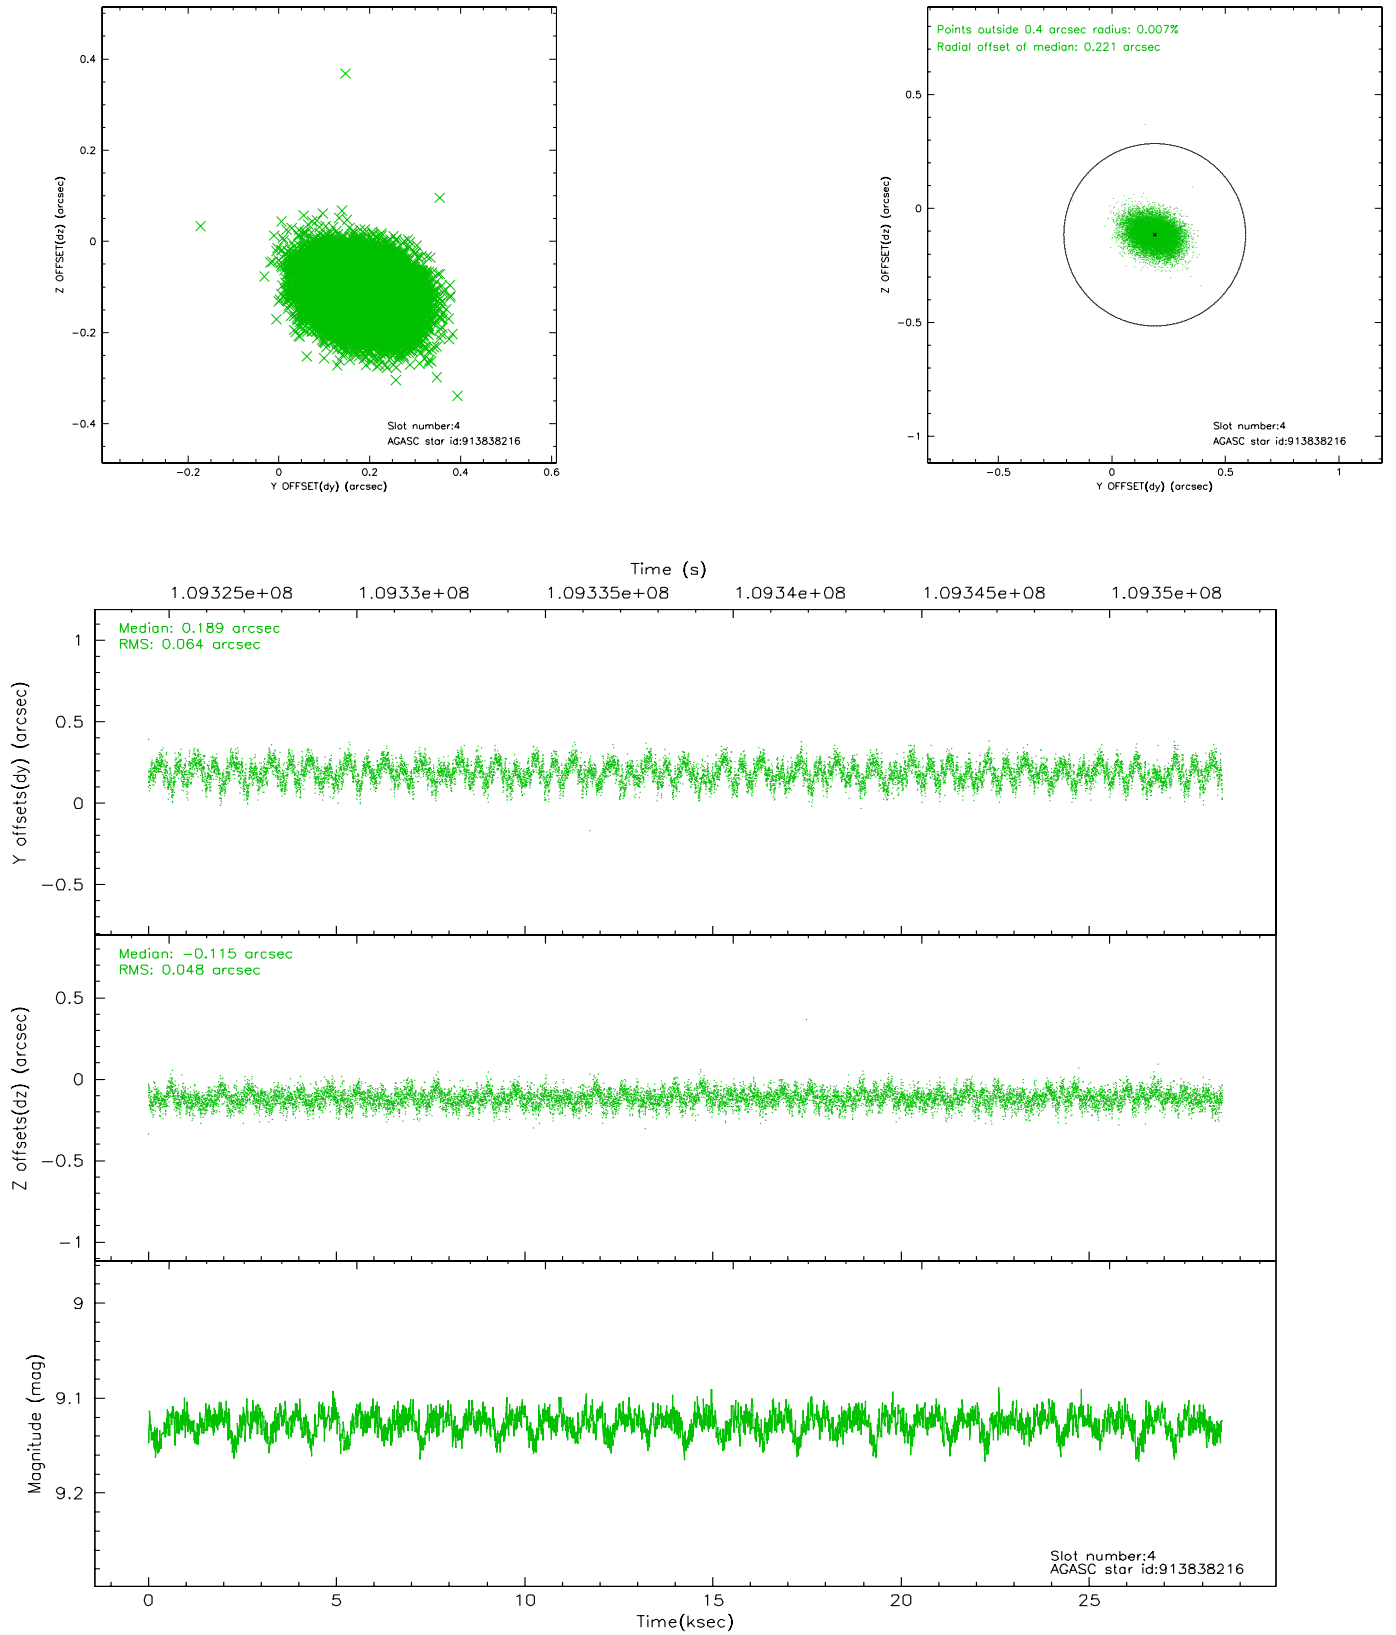 0.4
0.2
0
−0.2
−0.4
Z OFFSET(dz) (arcsec)
Slot number:4
AGASC star id:913838216
−0.2 0 0.2 0.4 0.6
Y OFFSET(dy) (arcsec)
Points outside 0.4 arcsec radius: 0.007%
Radial offset of median: 0.221 arcsec
0.5
0
−0.5
−1
Z OFFSET(dz) (arcsec)
Slot number:4
AGASC star id:913838216
−0.5 0 0.5 1
Y OFFSET(dy) (arcsec)
Time (s)
1.09325e+08 1.0933e+08 1.09335e+08 1.0934e+08 1.09345e+08 1.0935e+08
Median: 0.189 arcsec
RMS: 0.064 arcsec
1
0.5
0
−0.5
Y offsets(dy) (arcsec)
Median: −0.115 arcsec
RMS: 0.048 arcsec
0.5
0
−0.5
−1
Z offsets(dz) (arcsec)
9
9.1
9.2
Magnitude (mag)
Slot number:4
AGASC star id:913838216
0 5 10 15 20 25
Time(ksec)